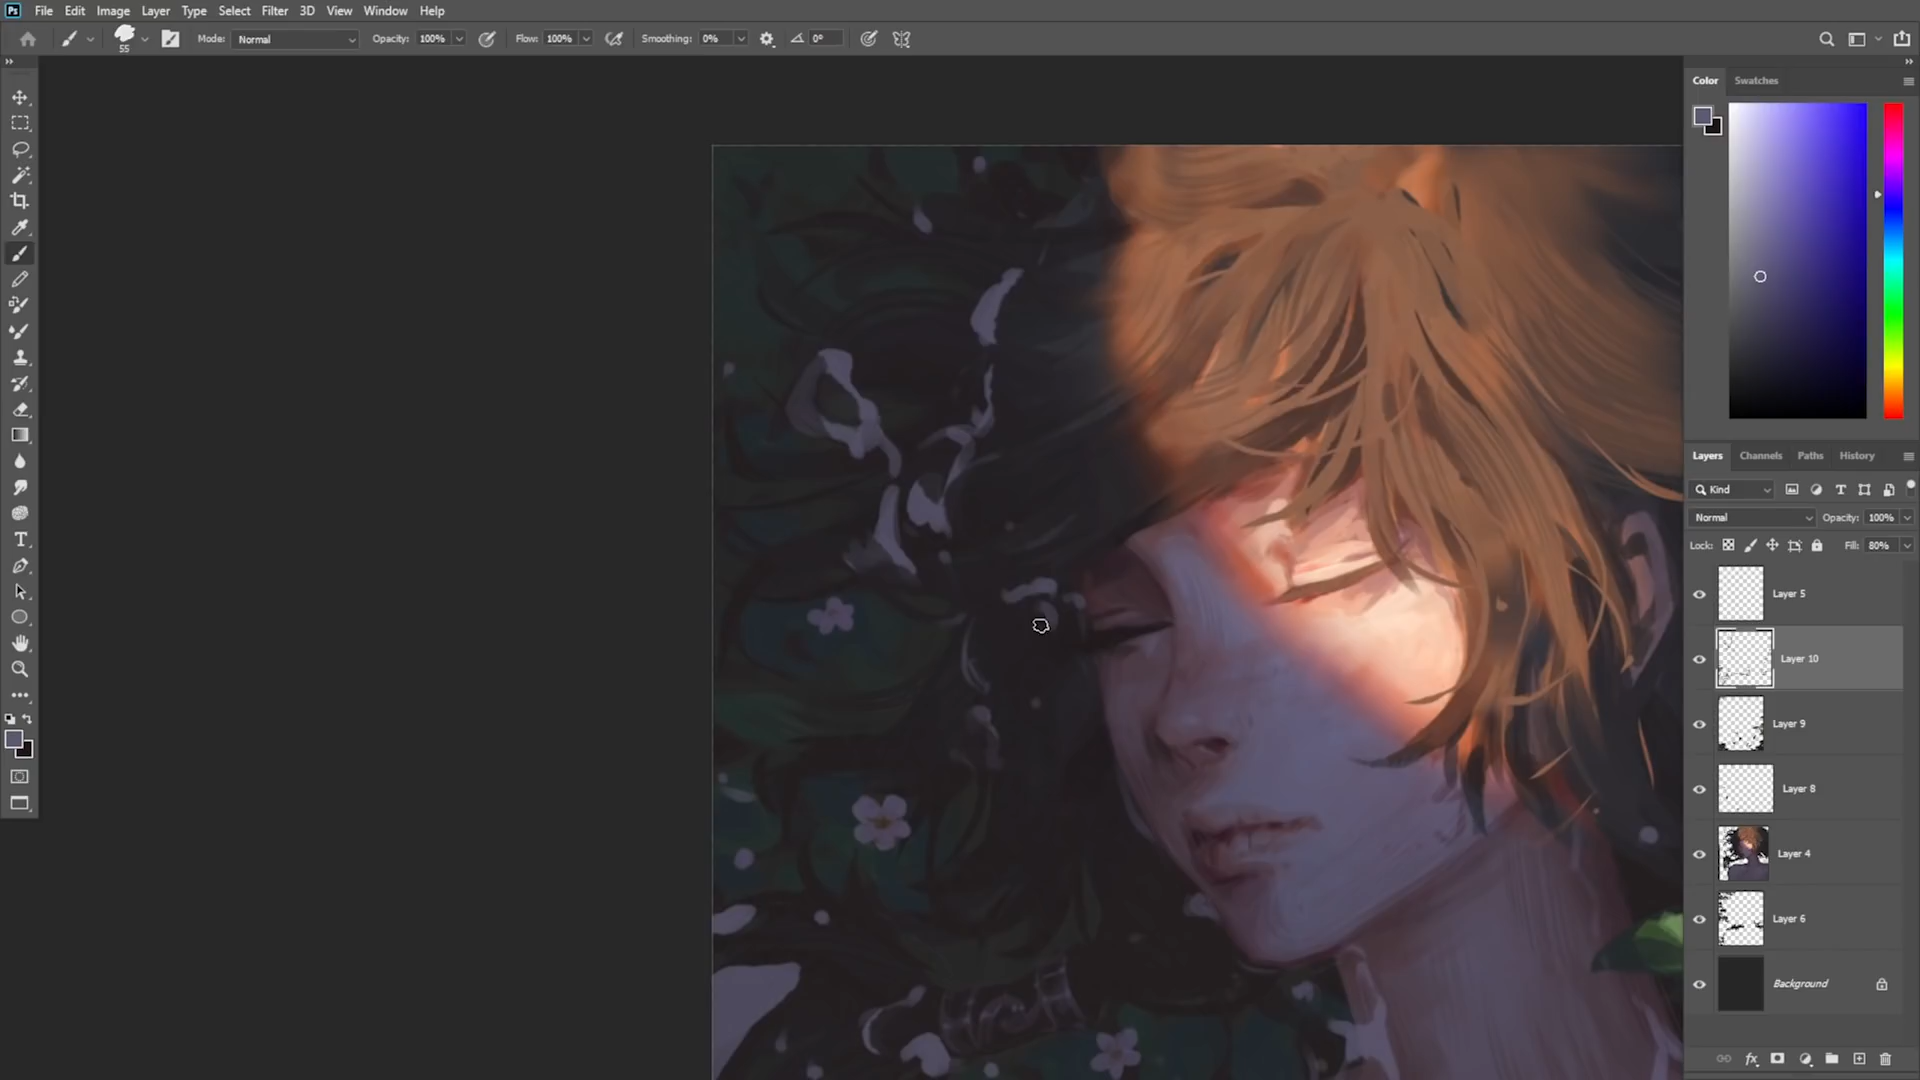 Ps File Edit Image Layer Type Select Filter 3D View Window Help
55 Mode: Normal Opacity: 100% Flow: 100% Smoothing: 0% 0°
Color Swatches
Layers Channels Paths History
Kind
Normal Opacity: 100%
Lock: Fill: 80%
Layer 5
Layer 10
Layer 9
Layer 8
Layer 4
Layer 6
Background